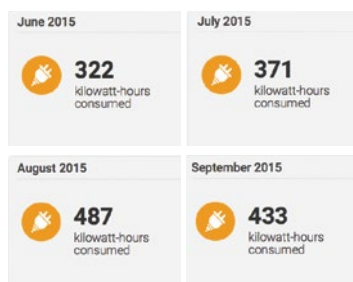 June 2015
322
kilowatt-hours
consumed
July 2015
371
kilowatt-hours
consumed
August 2015
487
kilowatt-hours
consumed
September 2015
433
kilowatt-hours
consumed